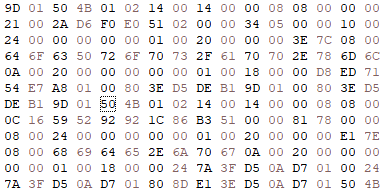 9D 01 50 4B 01 02 14 00 14 00 00 00 08 08 00 00 00
21 00 2A D6 F0 E0 51 02 00 00 34 05 00 00 10 00
24 00 00 00 00 00 00 01 00 20 00 00 00 3E 7C 08 00
64 6F 63 50 72 6F 70 73 2F 61 70 70 2E 78 6D 6C
0A 00 20 00 00 00 00 00 01 00 18 00 00 D8 ED 71
54 E7 A8 01 00 80 3E D5 DE B1 9D 01 00 80 3E D5
DE B1 9D 01 50 4B 01 02 14 00 14 00 00 08 08 00
0C 16 59 52 92 92 1C 86 B3 51 00 00 81 78 00 00
08 00 24 00 00 00 00 00 01 00 20 00 00 00 E1 7E
08 00 68 69 64 65 2E 6A 70 67 0A 00 20 00 00 00
00 00 01 00 18 00 00 24 7A 3F D5 0A D7 01 00 24
7A 3F D5 0A D7 01 80 8D E1 3E D5 0A D7 01 50 4B